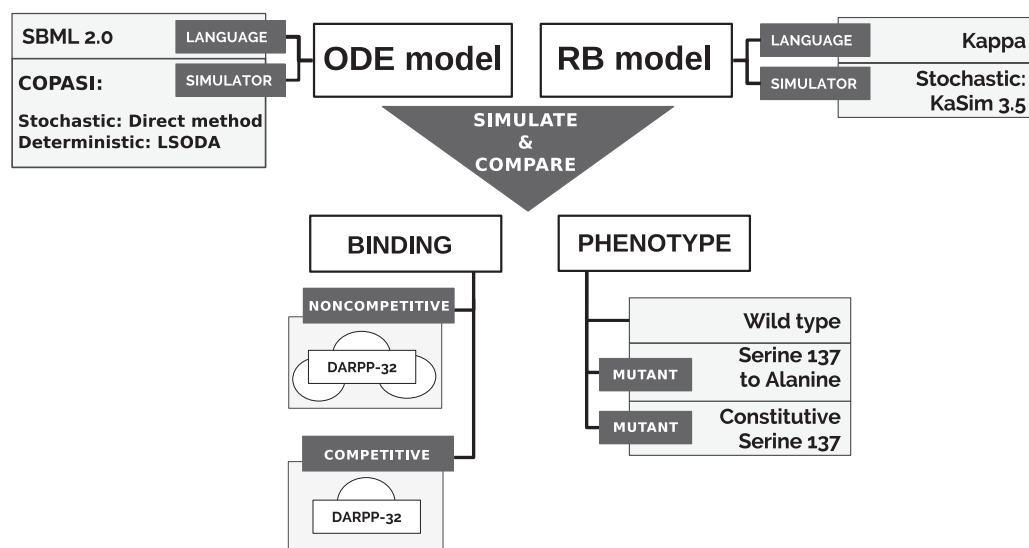 SBML 2.0
LANGUAGE
COPASI:
SIMULATOR
Stochastic: Direct method
Deterministic: LSODA
ODE model
RB model
LANGUAGE
Kappa
SIMULATOR
Stochastic:
KaSim 3.5
SIMULATE
&
COMPARE
BINDING
NONCOMPETITIVE
DARPP-32
COMPETITIVE
DARPP-32
PHENOTYPE
Wild type
MUTANT
Serine 137
to Alanine
MUTANT
Constitutive
Serine 137